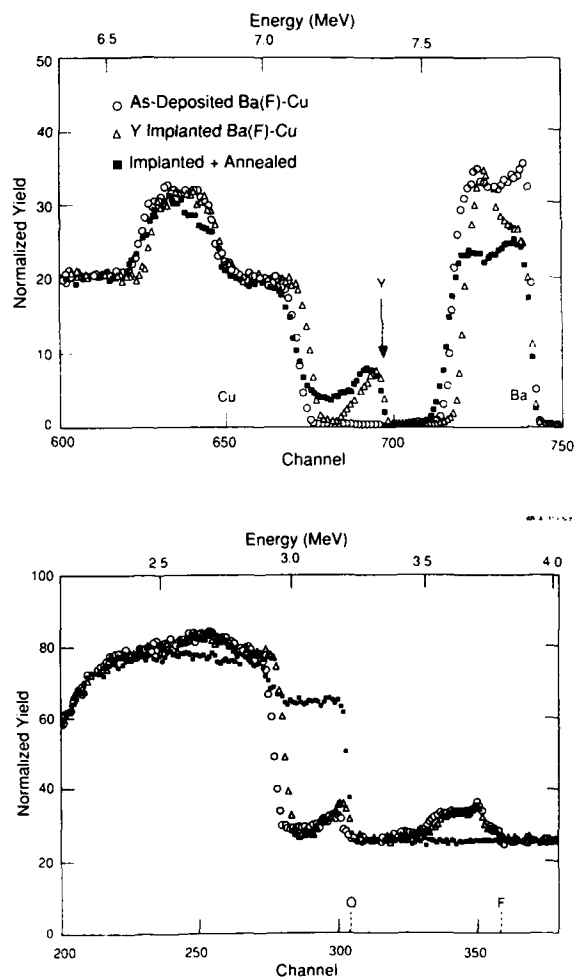 Energy (MeV)
6.5 7.0 7.5
50
40
30
20
10
0
Normalized Yield
○ As-Deposited Ba(F)-Cu
△ Y Implanted Ba(F)-Cu
■ Implanted + Annealed
Y
Cu
Ba
600 650 700 750
Channel
Energy (MeV)
2 5 3.0 3.5 4 0
100
80
60
40
20
0
Normalized Yield
O
F
200 250 300 350
Channel